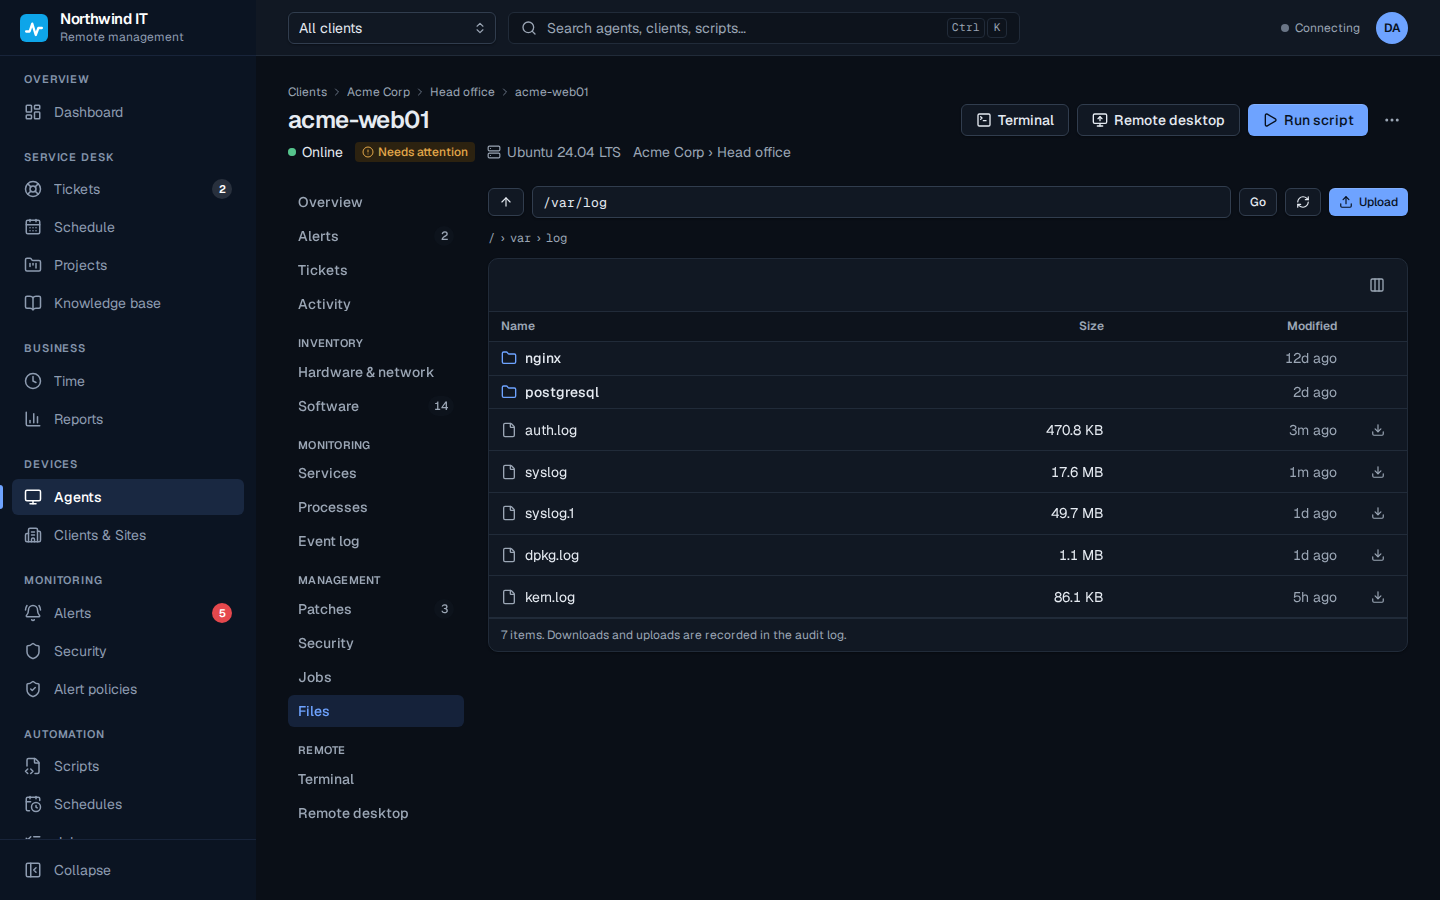 Northwind IT
Remote management
All clients
Search agents, clients, scripts...
Ctrl K
Connecting
DA
OVERVIEW
Dashboard
SERVICE DESK
Tickets 2
Schedule
Projects
Knowledge base
BUSINESS
Time
Reports
DEVICES
Agents
Clients & Sites
MONITORING
Alerts 5
Security
Alert policies
AUTOMATION
Scripts
Schedules
Collapse
Clients › Acme Corp › Head office › acme-web01
acme-web01
Terminal
Remote desktop
Run script
Online
Needs attention
Ubuntu 24.04 LTS
Acme Corp › Head office
Overview
Alerts 2
Tickets
Activity
INVENTORY
Hardware & network
Software 14
MONITORING
Services
Processes
Event log
MANAGEMENT
Patches 3
Security
Jobs
Files
REMOTE
Terminal
Remote desktop
/var/log
Go
Upload
/ › var › log
Name Size Modified
nginx 12d ago
postgresql 2d ago
auth.log 470.8 KB 3m ago
syslog 17.6 MB 1m ago
syslog.1 49.7 MB 1d ago
dpkg.log 1.1 MB 1d ago
kern.log 86.1 KB 5h ago
7 items. Downloads and uploads are recorded in the audit log.